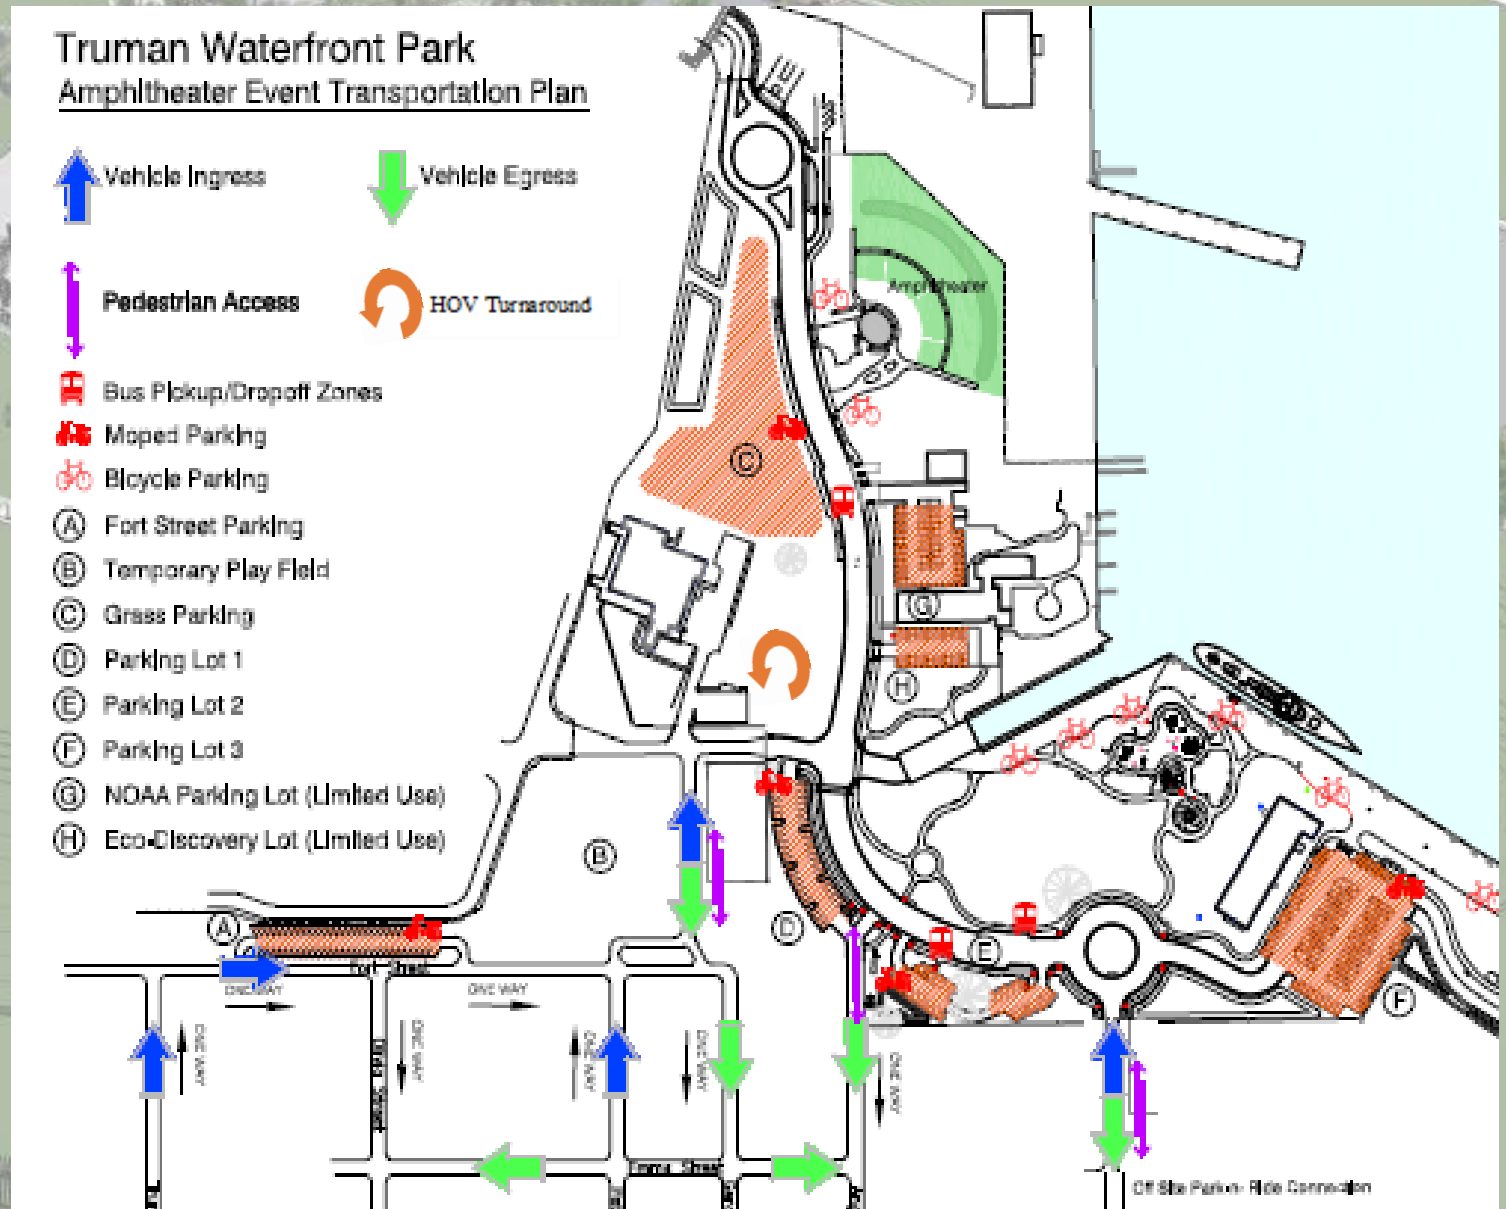 Truman Waterfront Park
Amphitheater Event Transportation Plan
Vehicle Ingress
Vehicle Egress
Pedestrian Access
HOV Turnaround
Bus Pickup/Dropoff Zones
Moped Parking
Bicycle Parking
A Fort Street Parking
B Temporary Play Field
C Grass Parking
D Parking Lot 1
E Parking Lot 2
F Parking Lot 3
G NOAA Parking Lot (Limited Use)
H Eco-Discovery Lot (Limited Use)
Amphitheater
C
G
H
B
A
D
E
F
Fort Street
ONE WAY
ONE WAY
ONE WAY
ONE WAY
ONE WAY
ONE WAY
ONE WAY
Street
Street
Off Site Park-n-Ride Connection